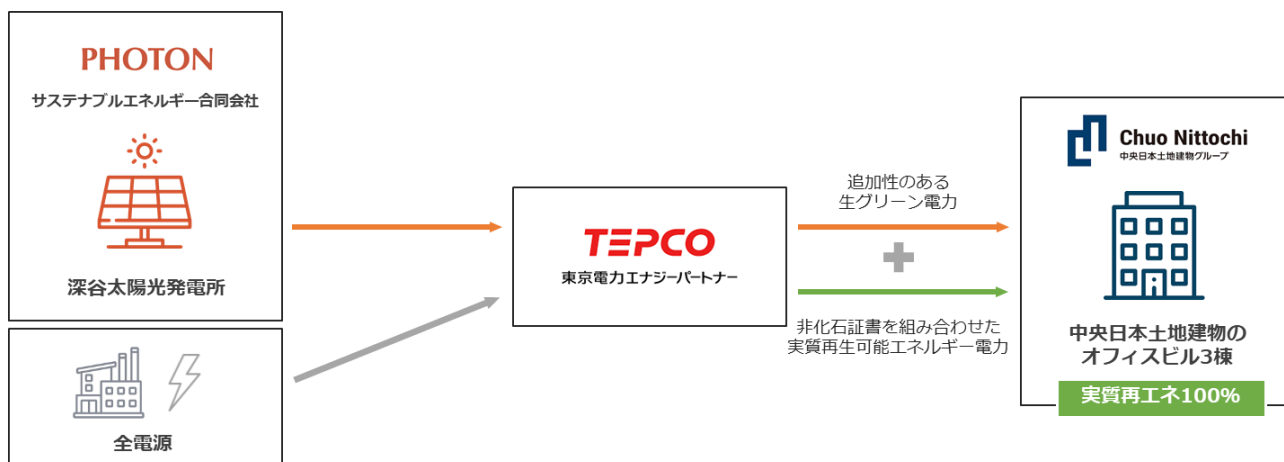 PHOTON
サステナブルエネルギー合同会社
深谷太陽光発電所
全電源
TEPCO
東京電力エナジーパートナー
追加性のある
生グリーン電力
非化石証書を組み合わせた
実質再生可能エネルギー電力
Chuo Nittochi
中央日本土地建物グループ
中央日本土地建物の
オフィスビル3棟
実質再エネ100%